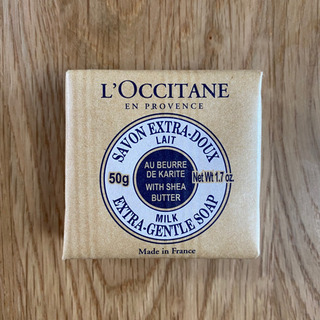 L'OCCITANE
EN PROVENCE
SAVON EXTRA-DOUX
LAIT
50g
AU BEURRE
DE KARITE
WITH SHEA
BUTTER
Net Wt 1.7 oz.
MILK
EXTRA-GENTLE SOAP
Made in France